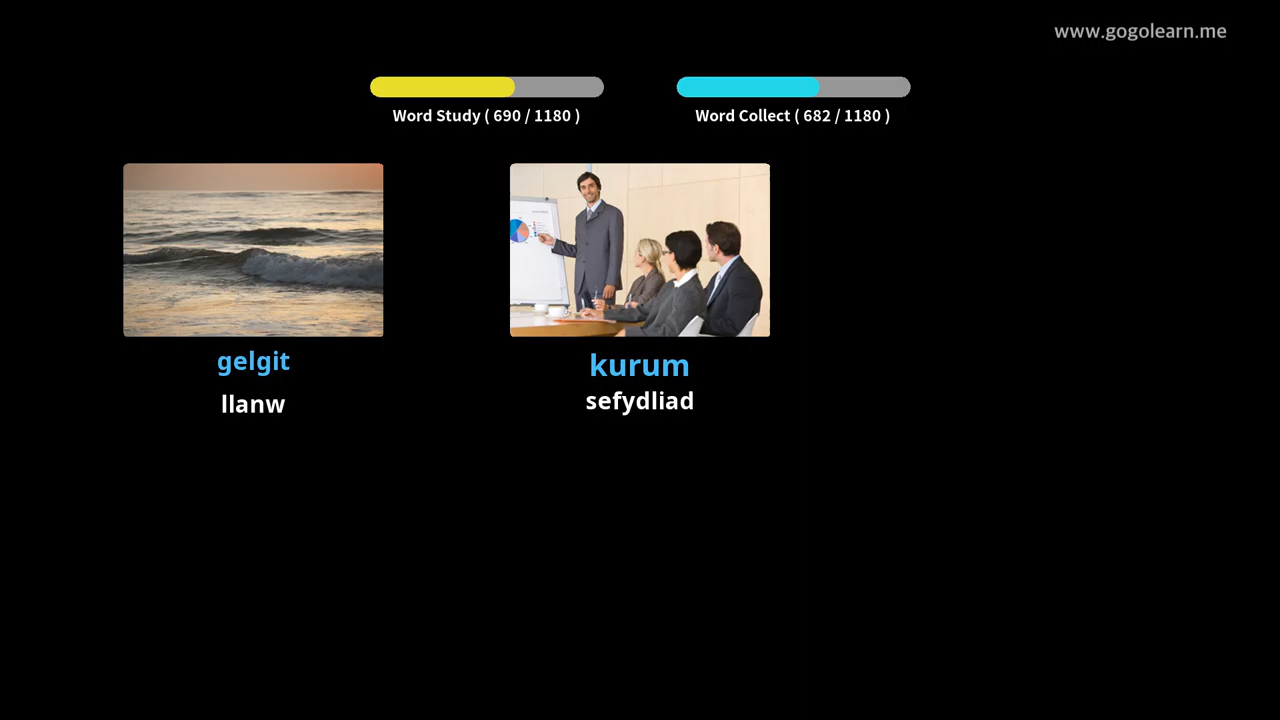 www.gogolearn.me
Word Study ( 690 / 1180 )
Word Collect ( 682 / 1180 )
gelgit
llanw
kurum
sefydliad